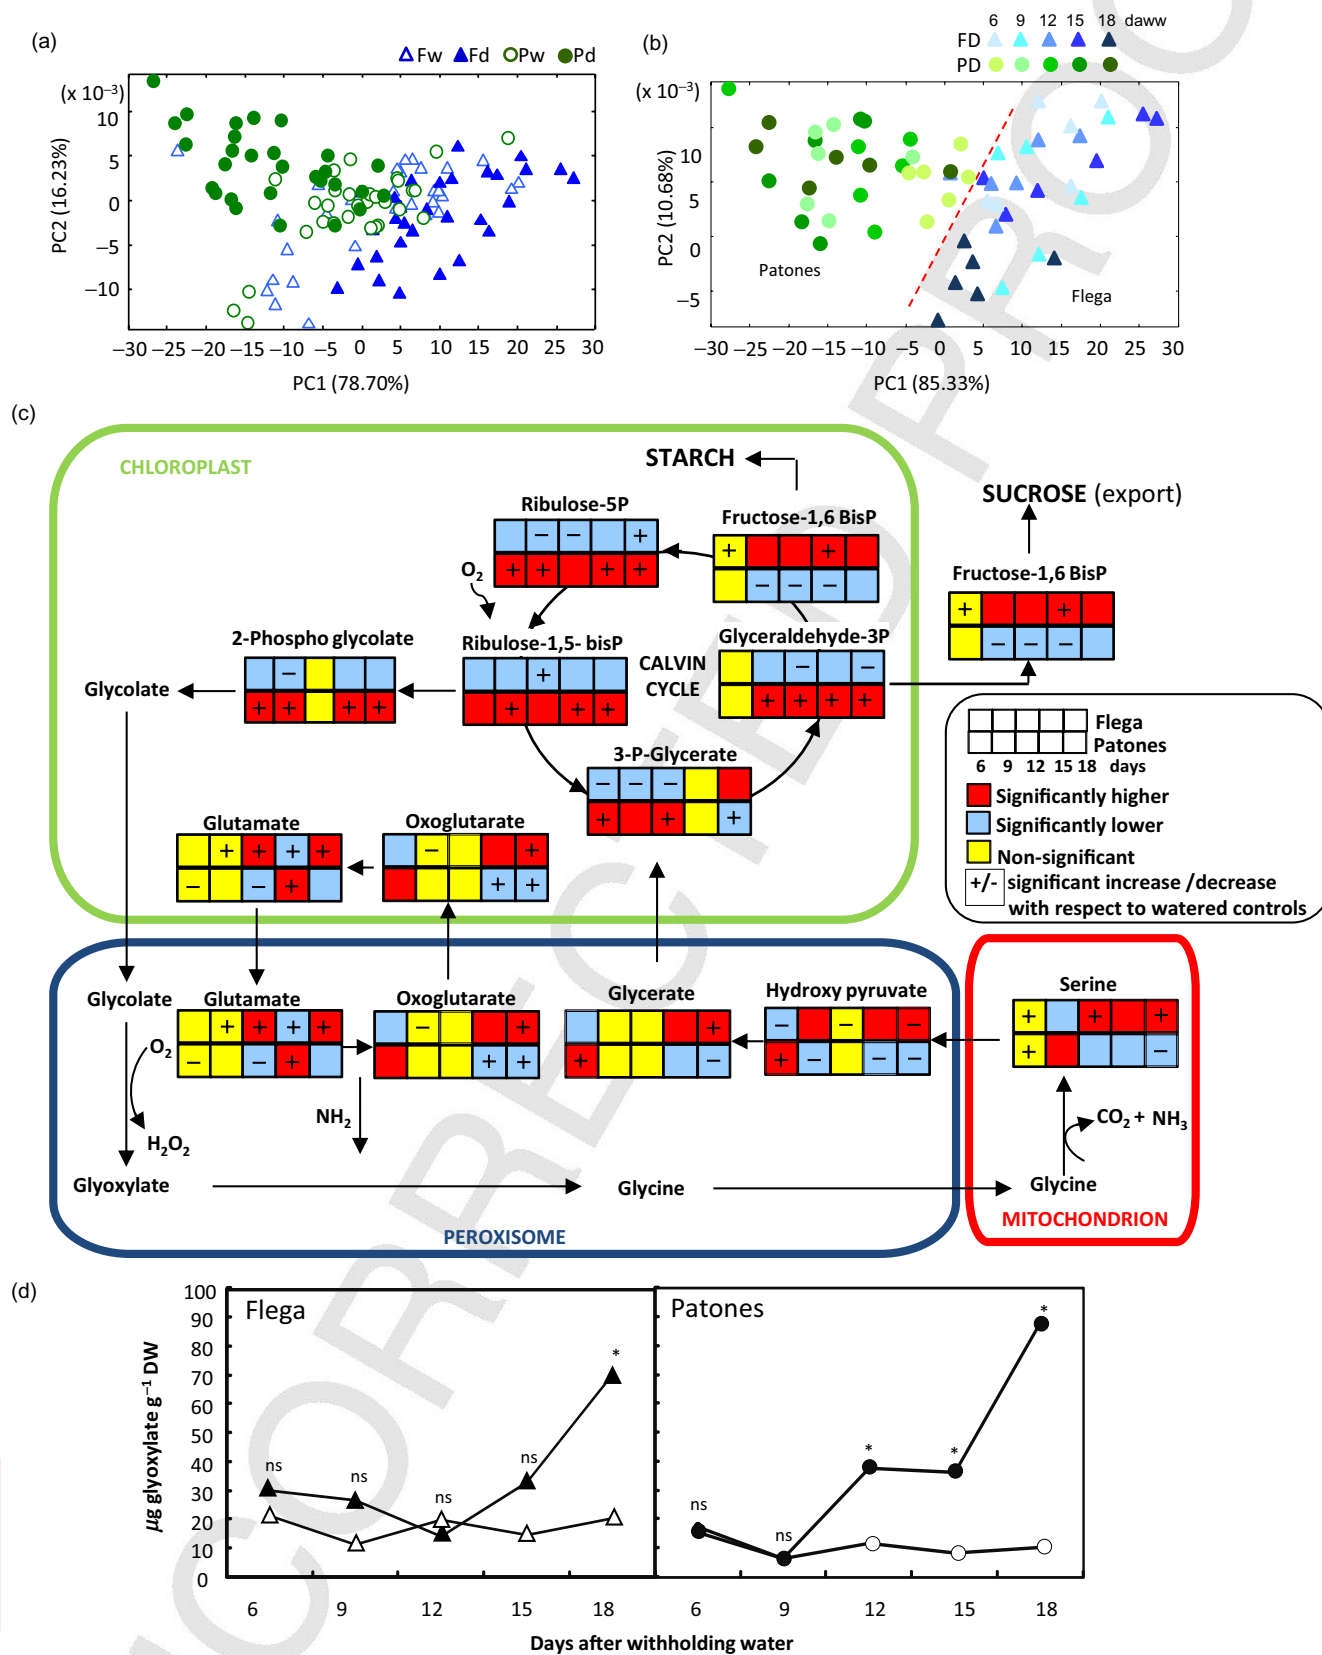 (a)
Fw Fd Pw Pd
(x 10⁻³)
10
5
0
−5
−10
PC2 (16.23%)
−30 −25 −20 −15 −10 −5 0 5 10 15 20 25 30
PC1 (78.70%)
(b)
6 9 12 15 18 daww
FD
PD
(x 10⁻³)
10
5
0
−5
PC2 (10.68%)
Patones
Flega
−30 −25 −20 −15 −10 −5 0 5 10 15 20 25 30
PC1 (85.33%)
(c)
CHLOROPLAST
STARCH
SUCROSE (export)
Ribulose-5P
− − +
+ + + +
Fructose-1,6 BisP
+ +
− − −
Fructose-1,6 BisP
+ +
− − − −
O₂
2-Phospho glycolate
−
+ + + +
Ribulose-1,5- bisP
+
+ + +
CALVIN
CYCLE
Glyceraldehyde-3P
− −
+ + + +
Glycolate
3-P-Glycerate
− − −
+ + +
Flega
Patones
6 9 12 15 18 days
Significantly higher
Significantly lower
Non-significant
+/- significant increase /decrease
with respect to watered controls
Glutamate
+ + + +
− − +
Oxoglutarate
− +
+ +
Glycolate
Glutamate
+ + + +
− − +
Oxoglutarate
− +
+ +
Glycerate
+
+ −
Hydroxy pyruvate
− − −
+ − − −
Serine
+ + +
+ −
O₂
H₂O₂
NH₂
CO₂ + NH₃
Glyoxylate
Glycine
Glycine
PEROXISOME
MITOCHONDRION
(d)
Flega
Patones
100
90
80
70
60
50
40
30
20
10
0
µg glyoxylate g⁻¹ DW
ns ns ns ns *
ns ns * * *
6 9 12 15 18
6 9 12 15 18
Days after withholding water
UNCORRECTED PROOF